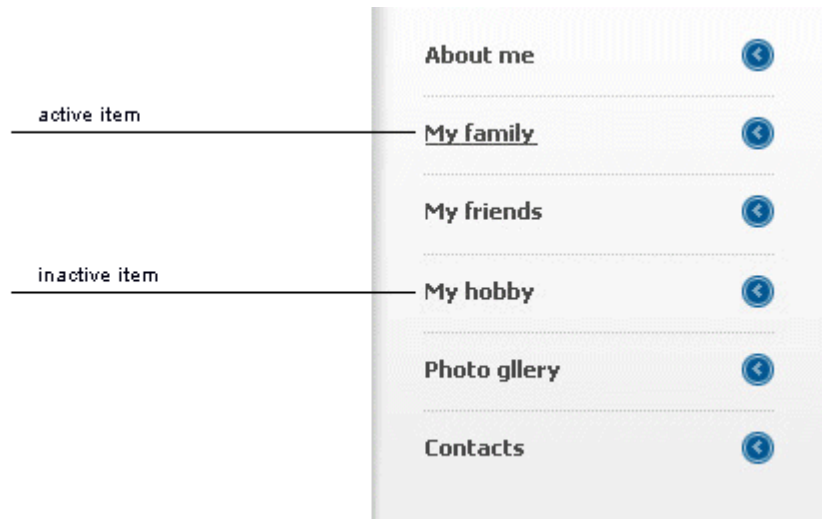 About me
active item
My family
My friends
inactive item
My hobby
Photo gllery
Contacts